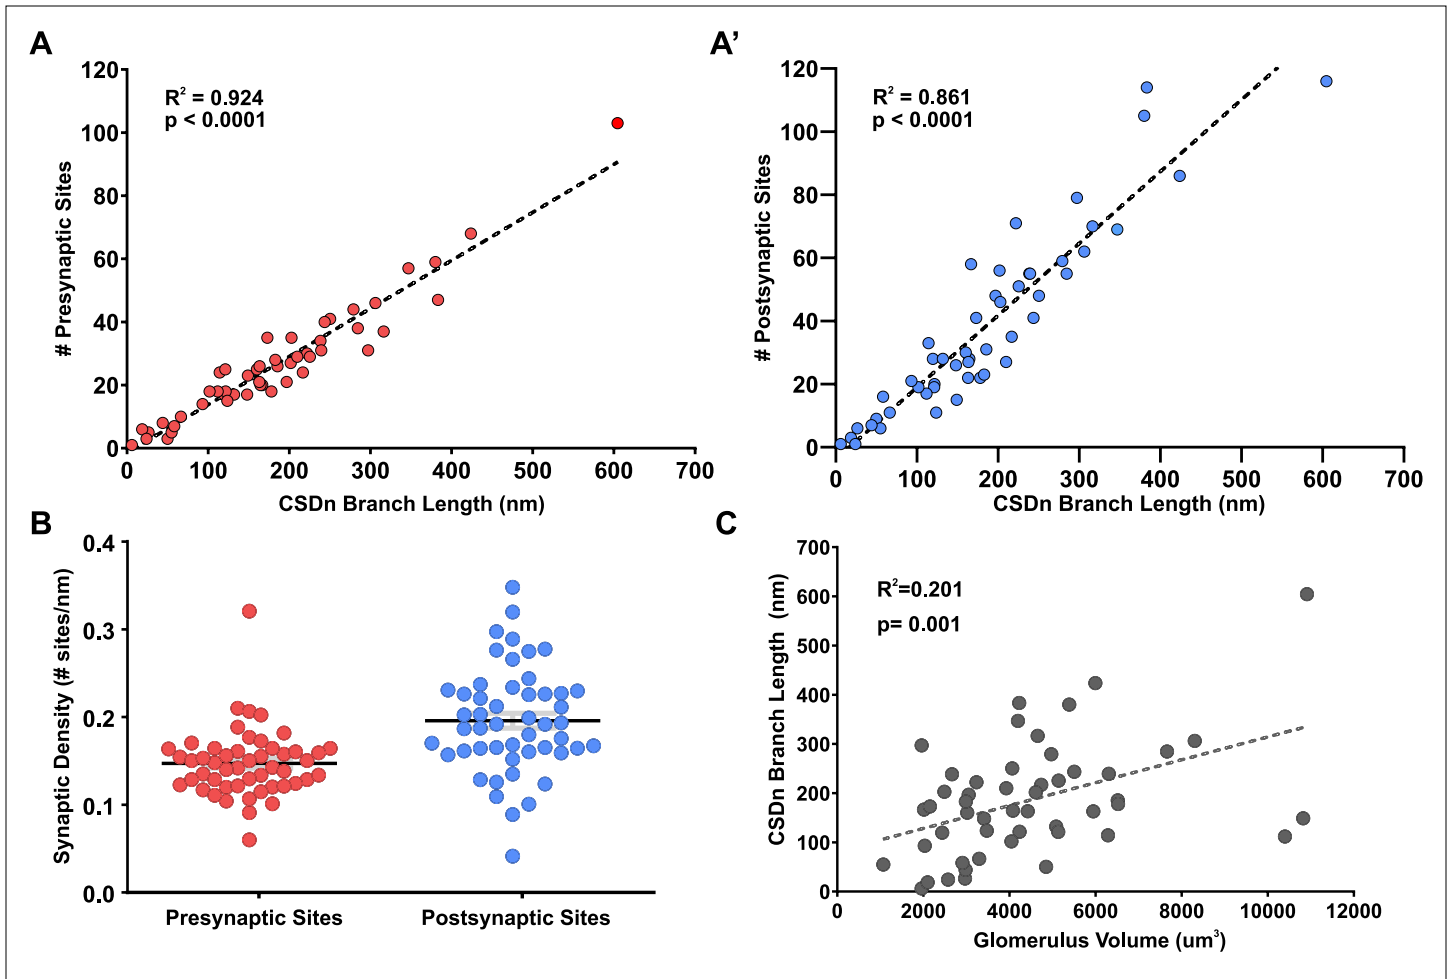 A
R² = 0.924
p < 0.0001
# Presynaptic Sites
120
100
80
60
40
20
0
0 100 200 300 400 500 600 700
CSDn Branch Length (nm)
A’
R² = 0.861
p < 0.0001
# Postsynaptic Sites
120
100
80
60
40
20
0
0 100 200 300 400 500 600 700
CSDn Branch Length (nm)
B
Synaptic Density (# sites/nm)
0.4
0.3
0.2
0.1
0.0
Presynaptic Sites Postsynaptic Sites
C
R²=0.201
p= 0.001
CSDn Branch Length (nm)
700
600
500
400
300
200
100
0
0 2000 4000 6000 8000 10000 12000
Glomerulus Volume (um³)